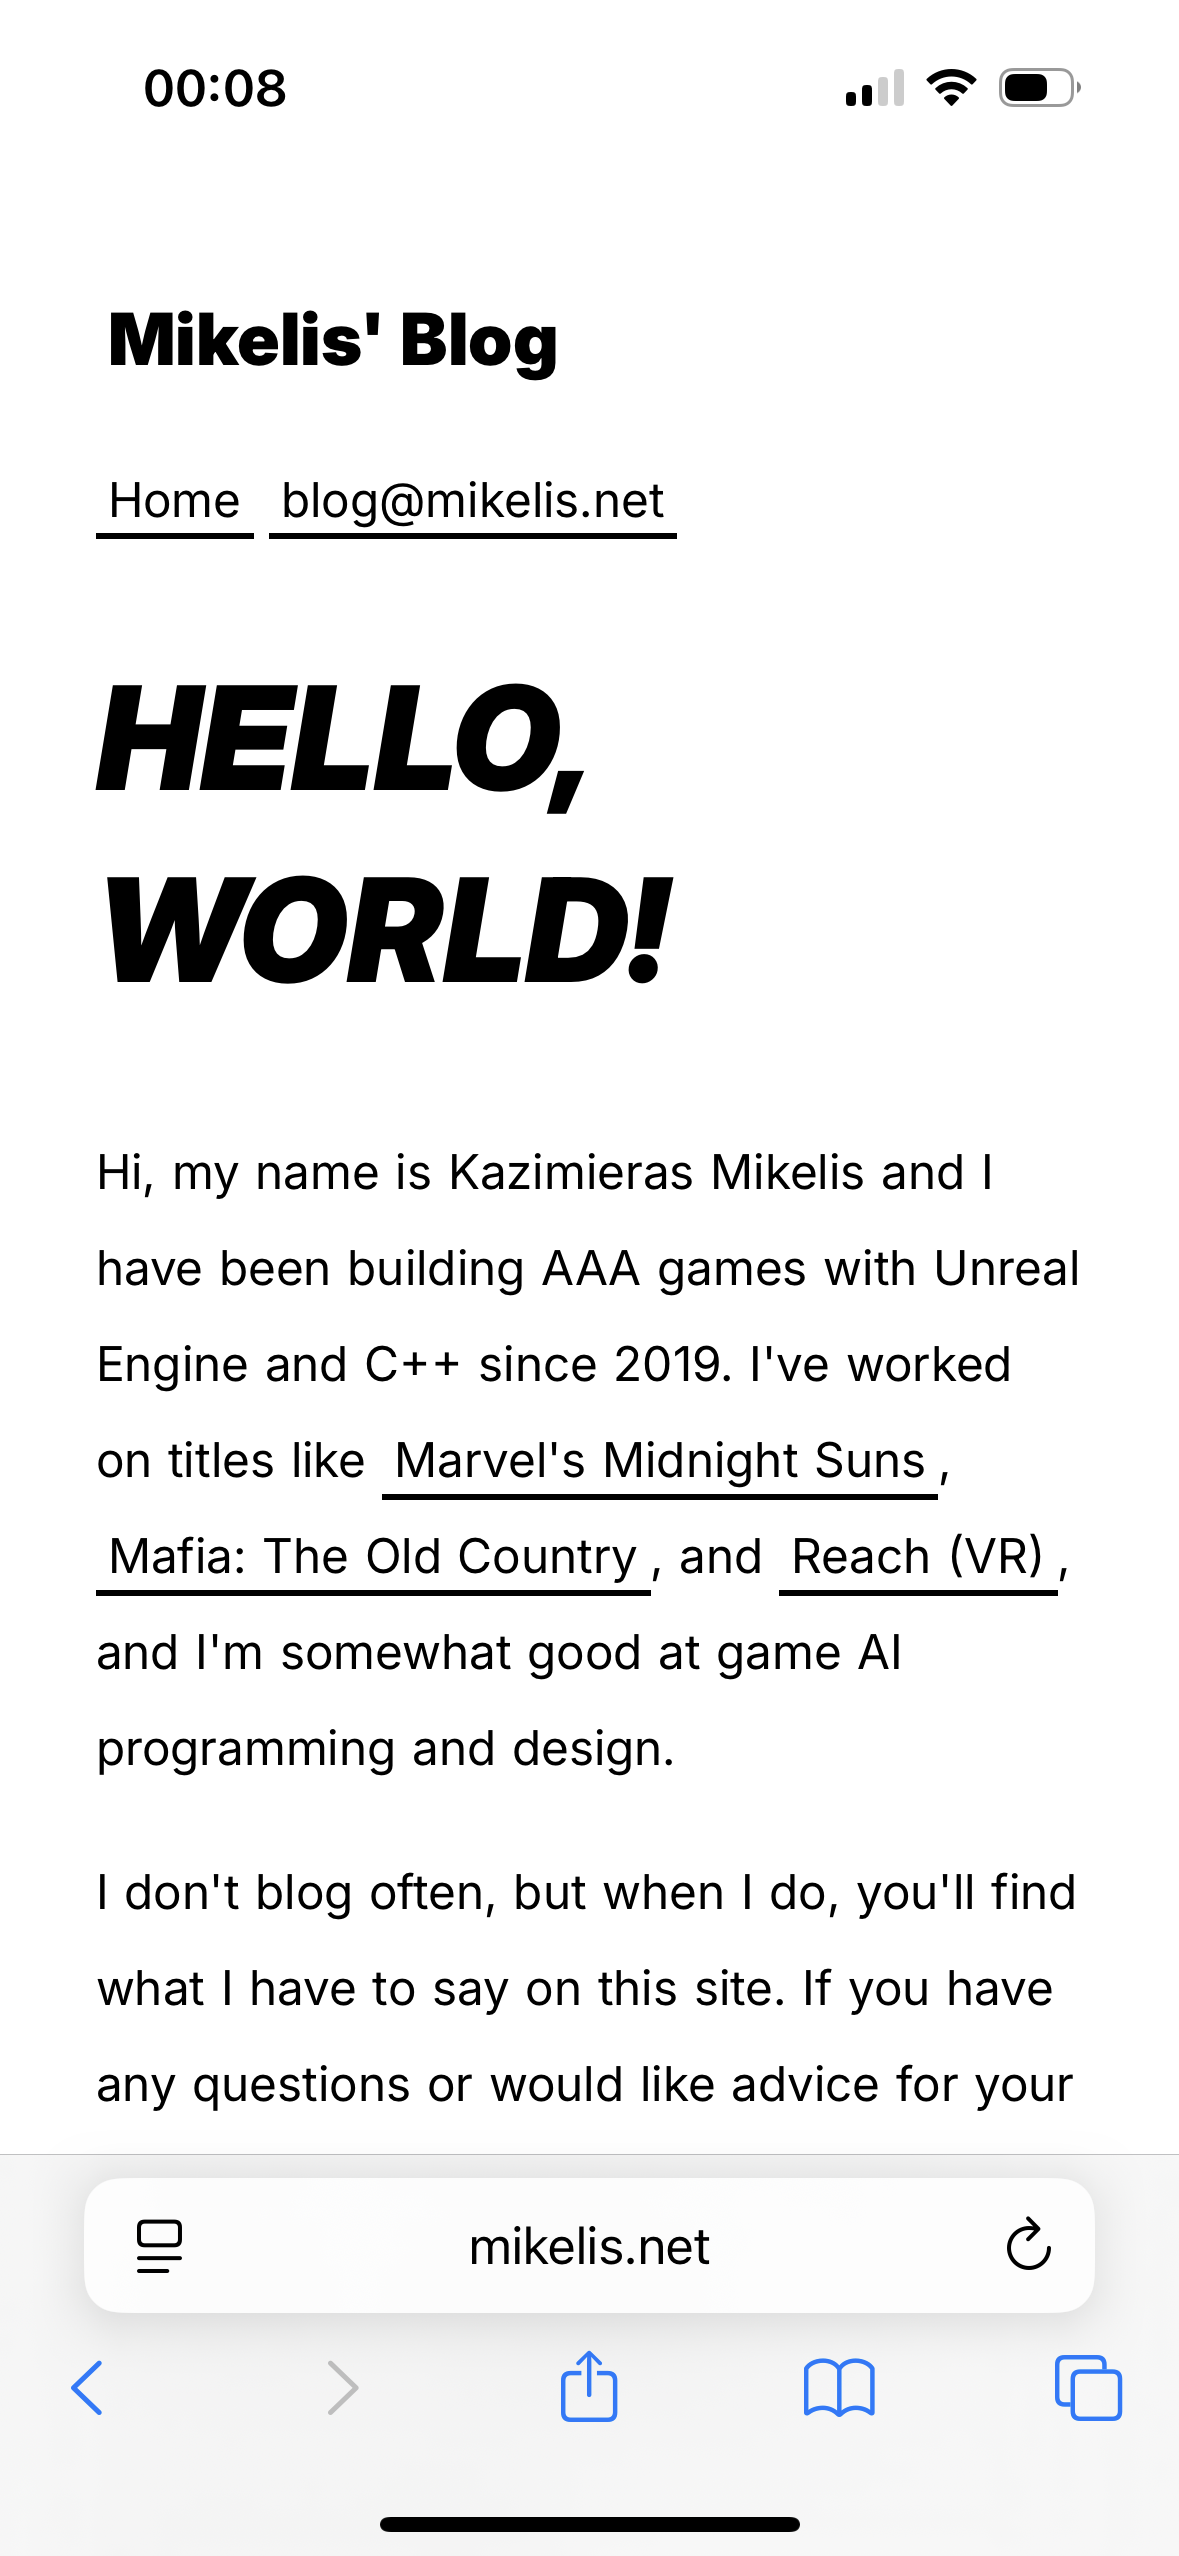 00:08
Mikelis' Blog
Home blog@mikelis.net
HELLO,
WORLD!
Hi, my name is Kazimieras Mikelis and I
have been building AAA games with Unreal
Engine and C++ since 2019. I've worked
on titles like Marvel's Midnight Suns,
Mafia: The Old Country, and Reach (VR),
and I'm somewhat good at game AI
programming and design.
I don't blog often, but when I do, you'll find
what I have to say on this site. If you have
any questions or would like advice for your
mikelis.net